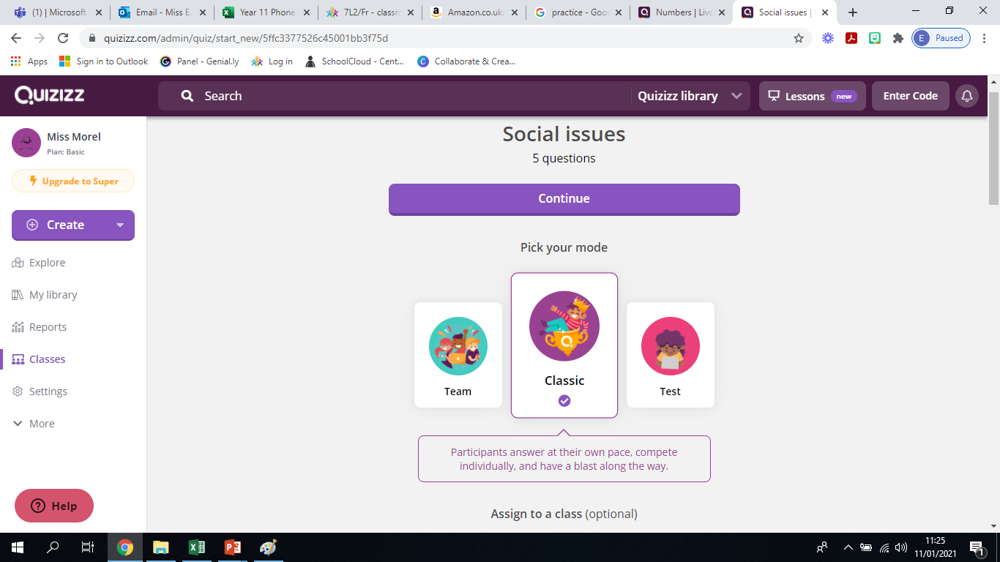 (1) | Microsoft
Email - Miss E.
Year 11 Phone
7L2/Fr - classro
Amazon.co.uk:
practice - Goo
Numbers | Live
Social issues |
quizizz.com/admin/quiz/start_new/5ffc3377526c45001bb3f75d
E Paused
Apps
Sign in to Outlook
Panel - Genial.ly
Log in
SchoolCloud - Cent...
Collaborate & Crea...
Quizizz
Search
Quizizz library
Lessons new
Enter Code
Miss Morel
Plan: Basic
Upgrade to Super
Create
Explore
My library
Reports
Classes
Settings
More
Help
Social issues
5 questions
Continue
Pick your mode
Team
Classic
Test
Participants answer at their own pace, compete
individually, and have a blast along the way.
Assign to a class (optional)
11:25
11/01/2021
1